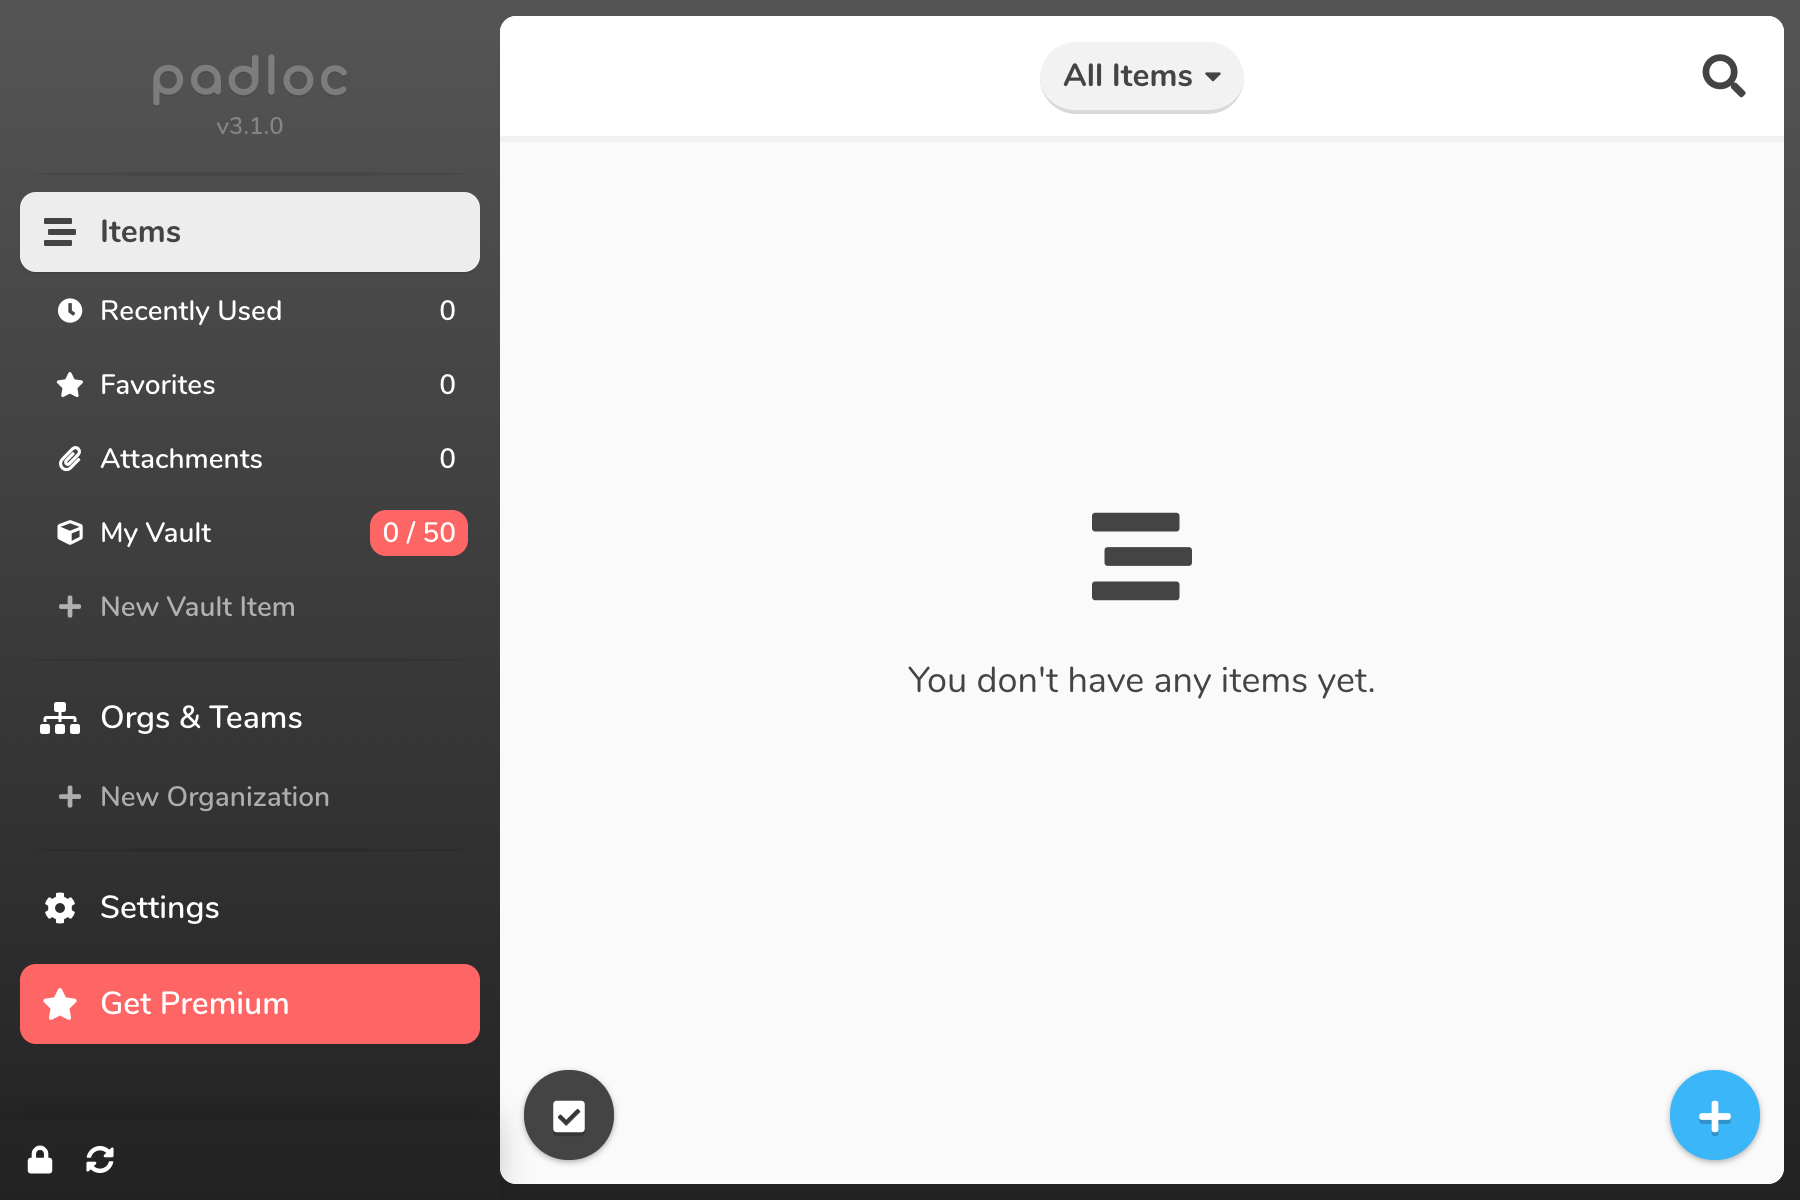 padloc
v3.1.0
Items
Recently Used 0
Favorites 0
Attachments 0
My Vault 0 / 50
New Vault Item
Orgs & Teams
New Organization
Settings
Get Premium
All Items
You don't have any items yet.